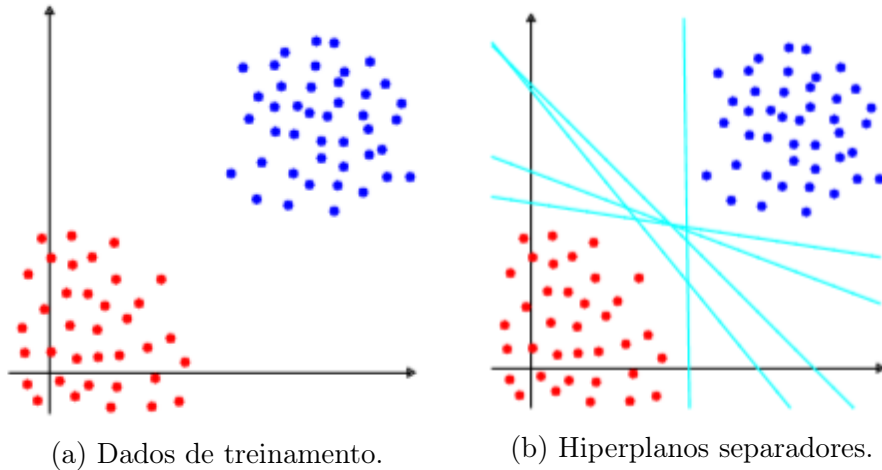 (a) Dados de treinamento.
(b) Hiperplanos separadores.